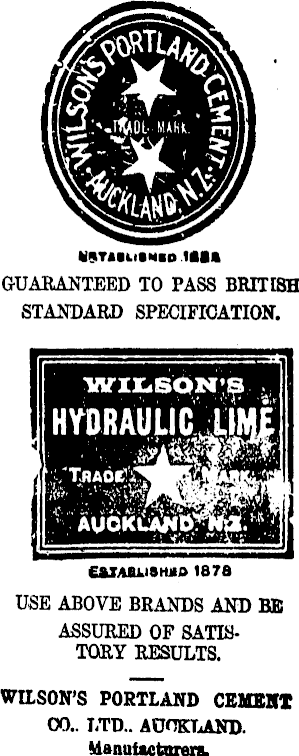 WILSON'S PORTLAND CEMENT.
AUCKLAND, N.Z.
TRADE MARK.
ESTABLISHED
GUARANTEED TO PASS BRITISH
STANDARD SPECIFICATION.
WILSON'S
HYDRAULIC LIME
TRADE MARK
AUCKLAND N.Z.
ESTABLISHED 1878
USE ABOVE BRANDS AND BE
ASSURED OF SATIS-
TORY RESULTS.
WILSON'S PORTLAND CEMENT
CO.. LTD.. AUCKLAND.
Manufacturers.